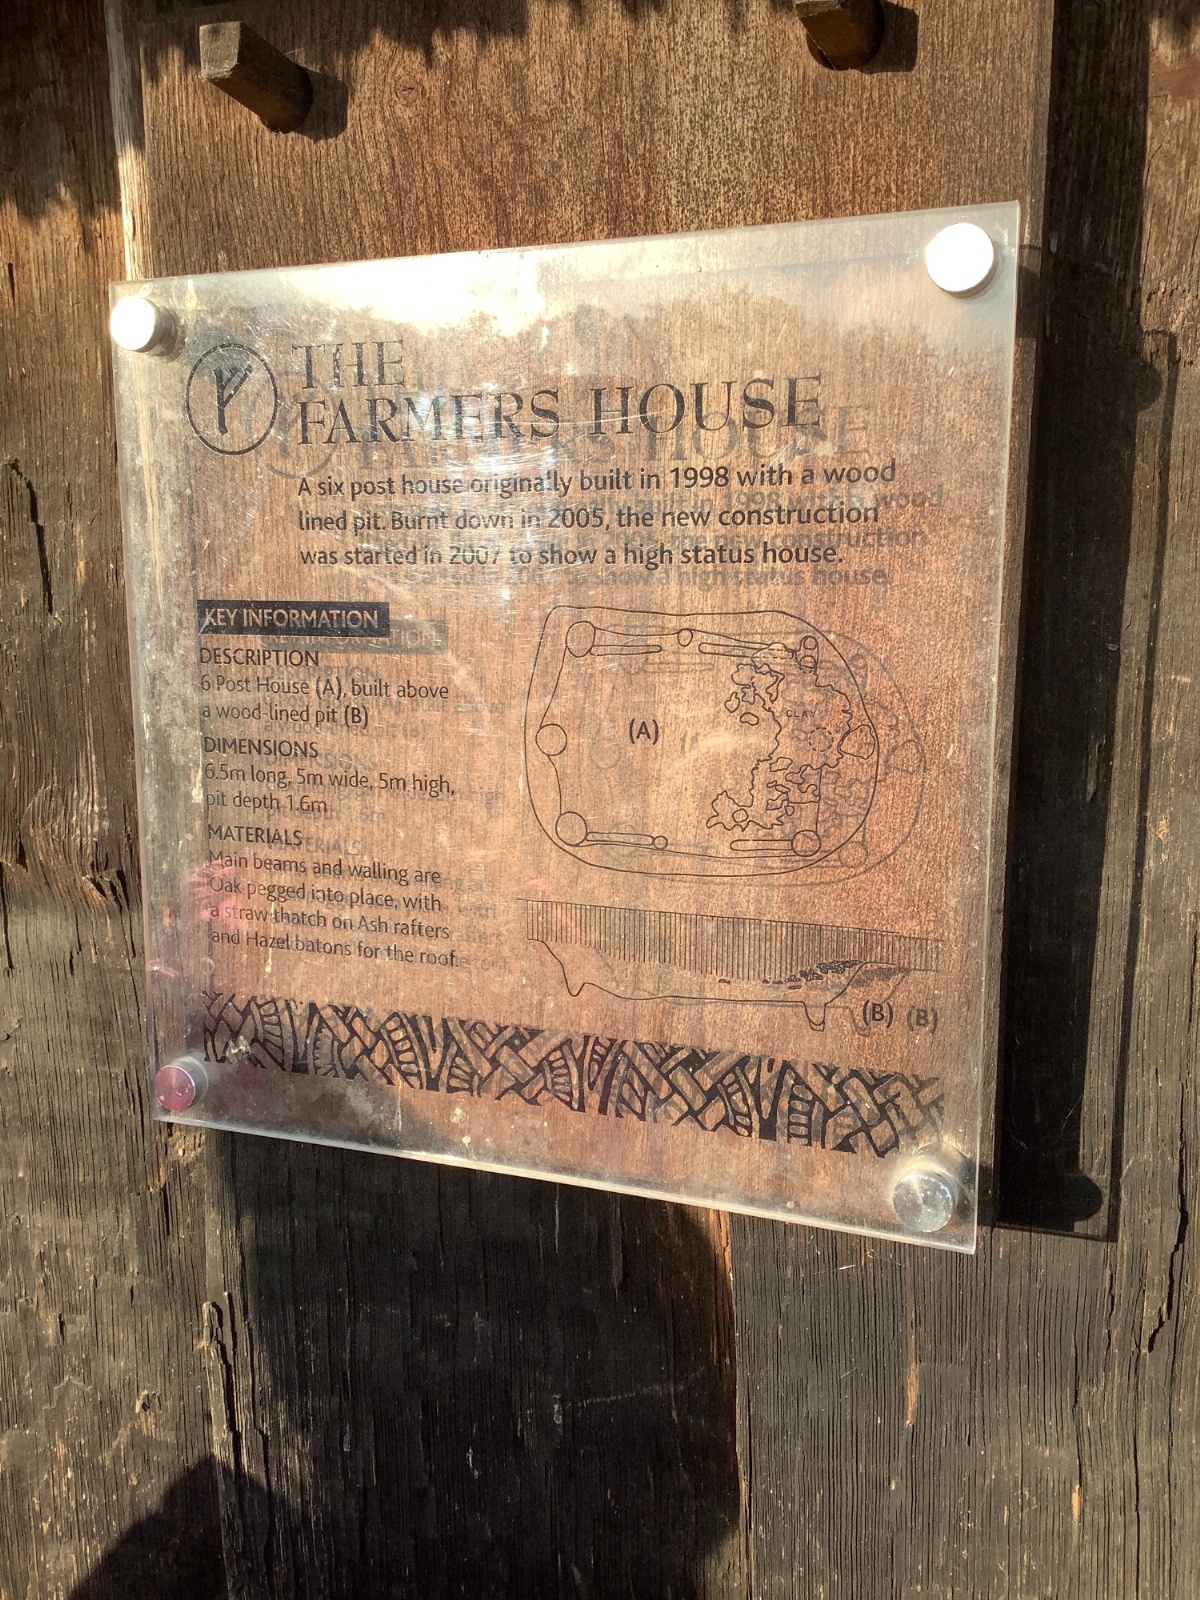 THE
FARMERS HOUSE
A six post house originally built in 1998 with a wood
lined pit. Burnt down in 2005, the new construction
was started in 2007 to show a high status house.
KEY INFORMATION
DESCRIPTION
6 Post House (A), built above
a wood-lined pit (B)
DIMENSIONS
6.5m long, 5m wide, 5m high,
pit depth 1.6m
MATERIALS
Main beams and walling are
Oak pegged into place, with
a straw thatch on Ash rafters
and Hazel batons for the roof.
(A)
CLAY
(B)